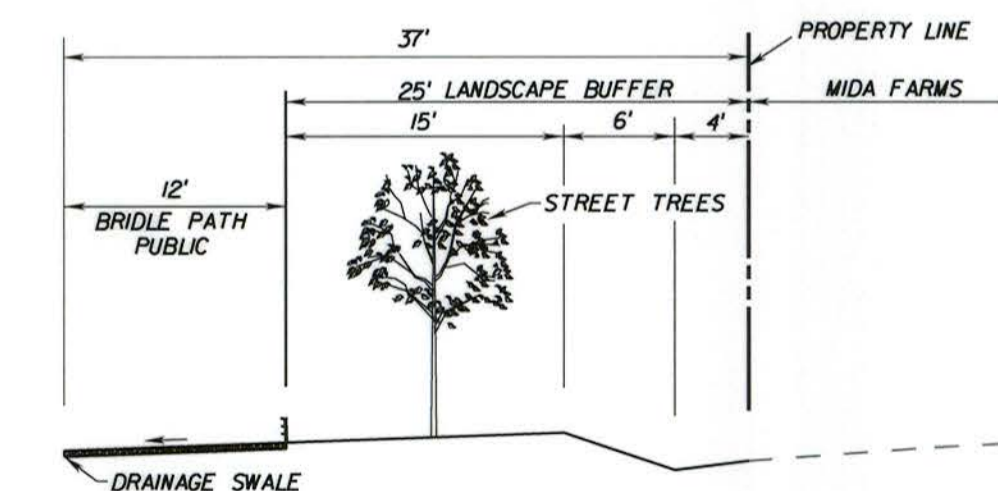 37'
PROPERTY LINE
25' LANDSCAPE BUFFER
MIDA FARMS
15'
6'
4'
12'
BRIDLE PATH
PUBLIC
STREET TREES
DRAINAGE SWALE